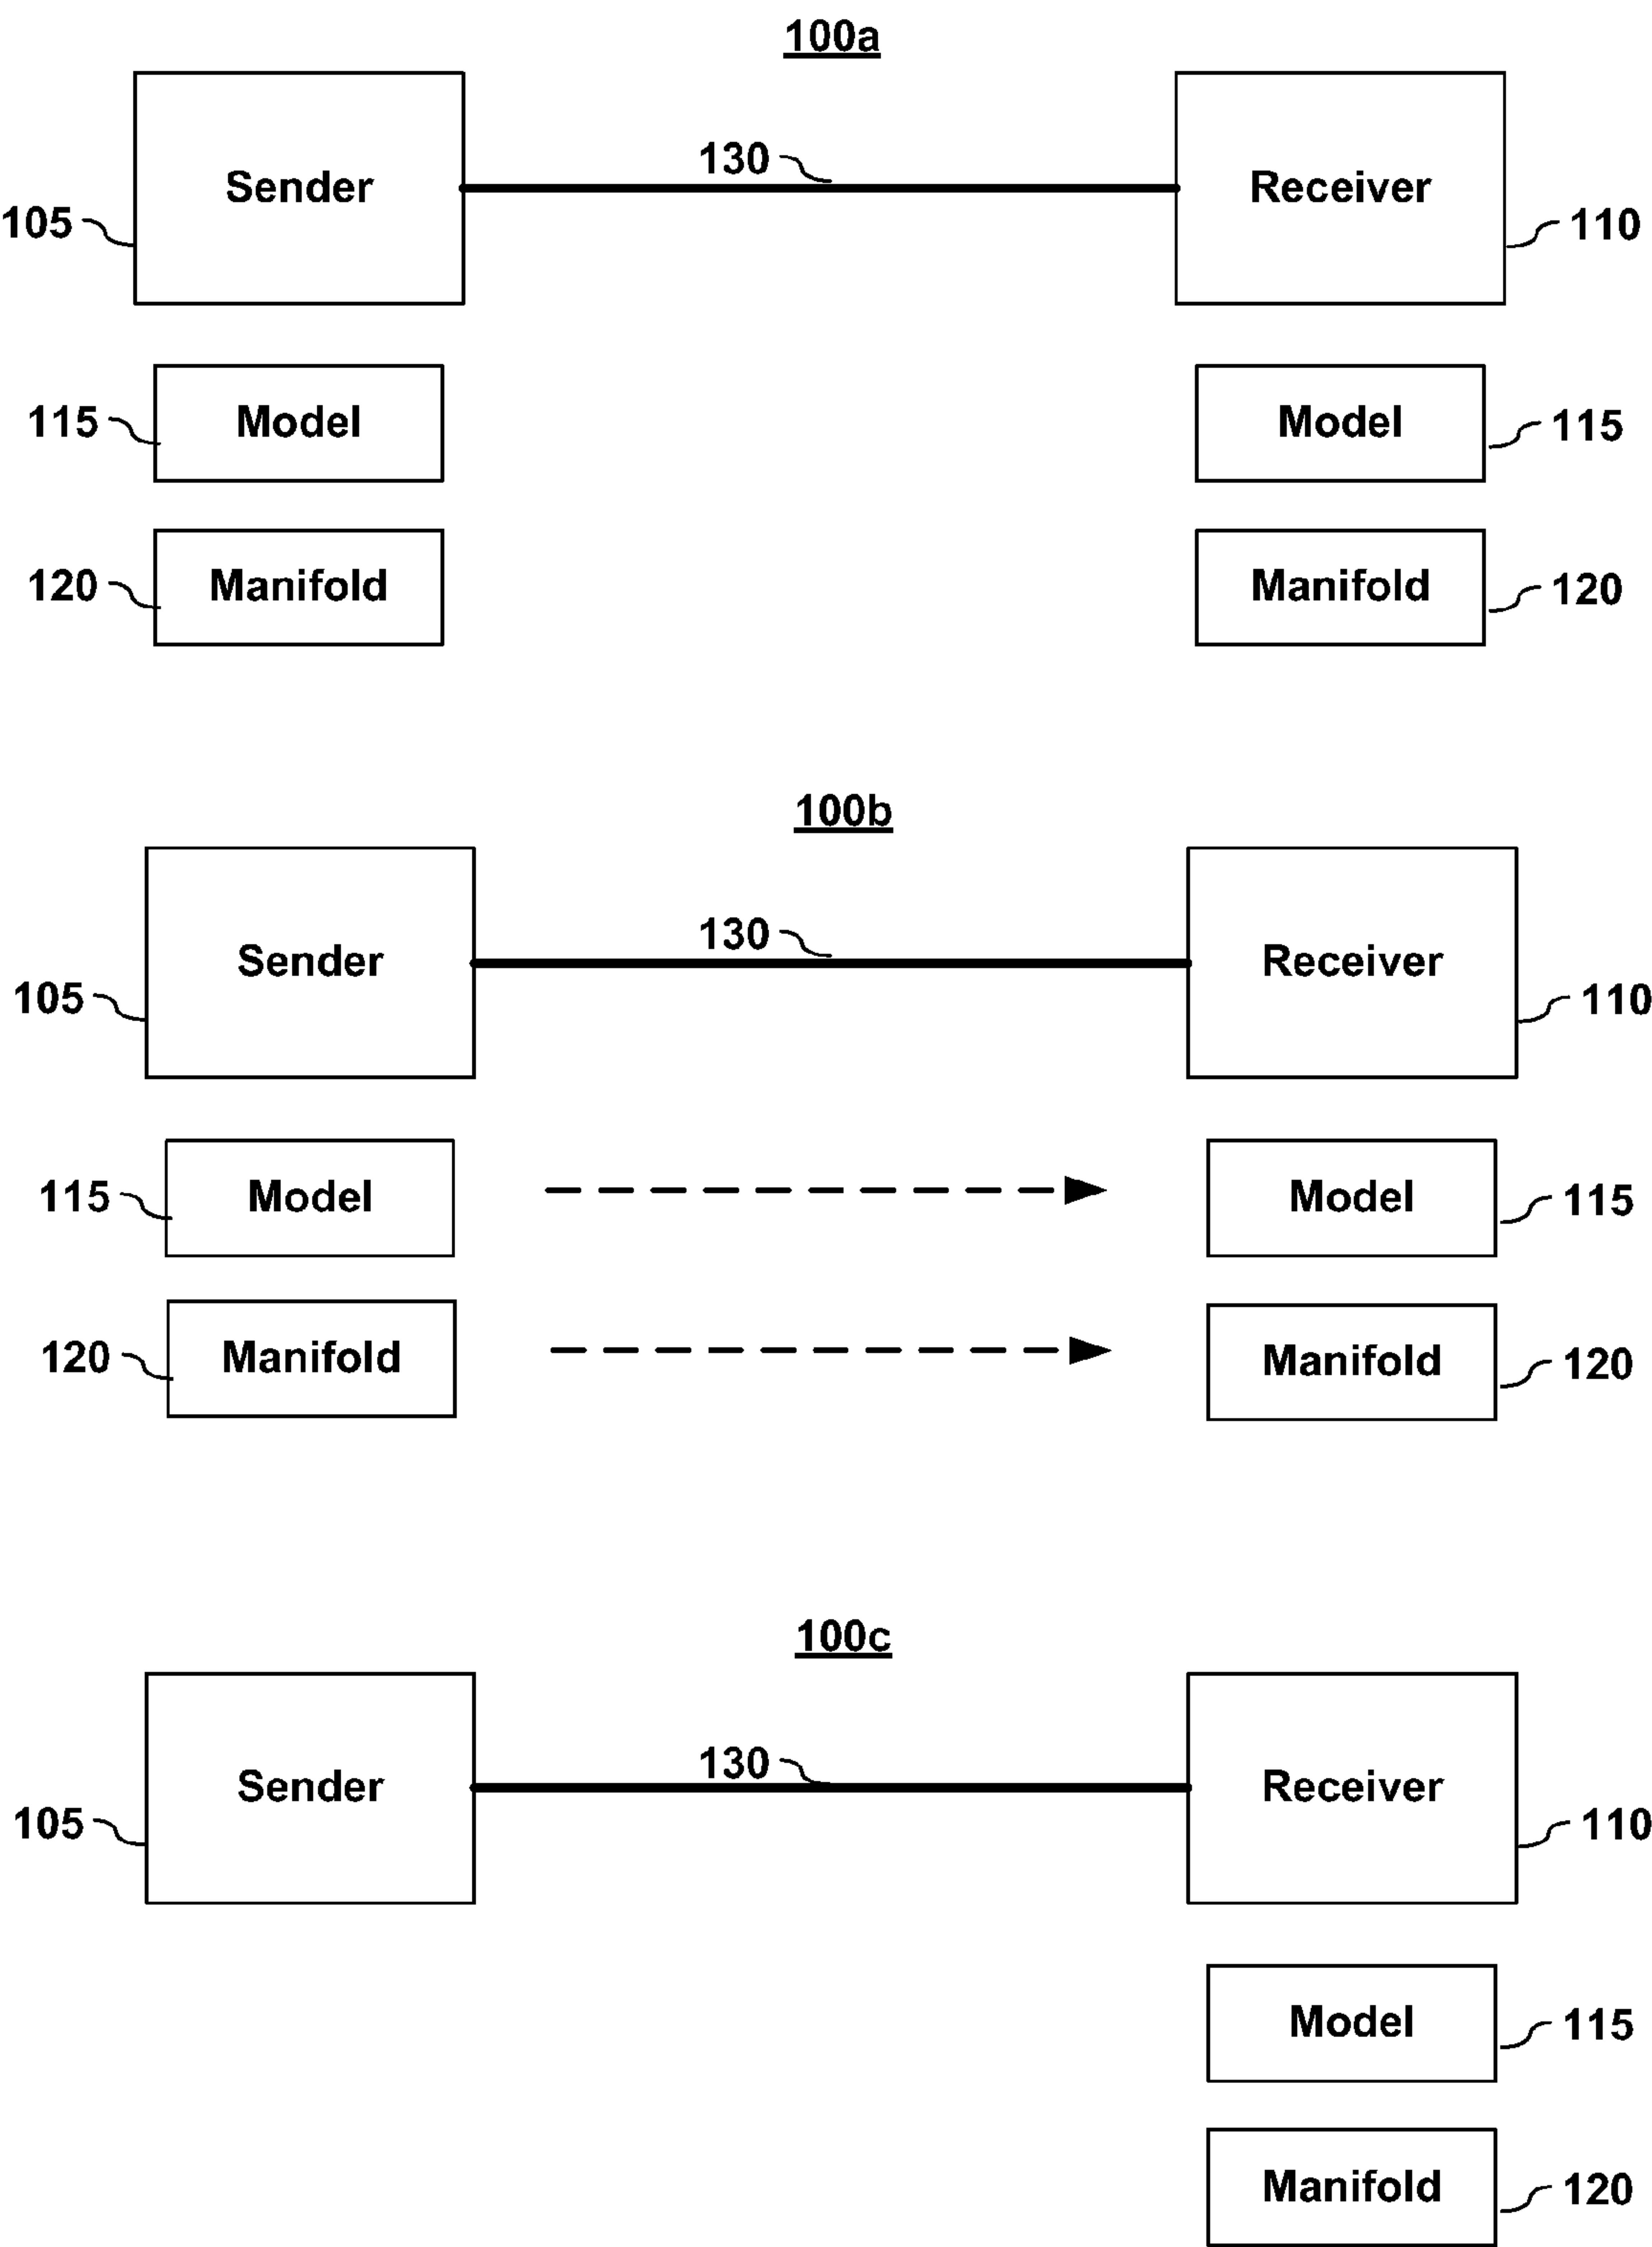 100a
130
Sender
Receiver
105
110
115
Model
Model
115
120
Manifold
Manifold
120
100b
130
Sender
Receiver
105
110
115
Model
Model
115
120
Manifold
Manifold
120
100c
130
Sender
Receiver
105
110
Model
115
Manifold
120